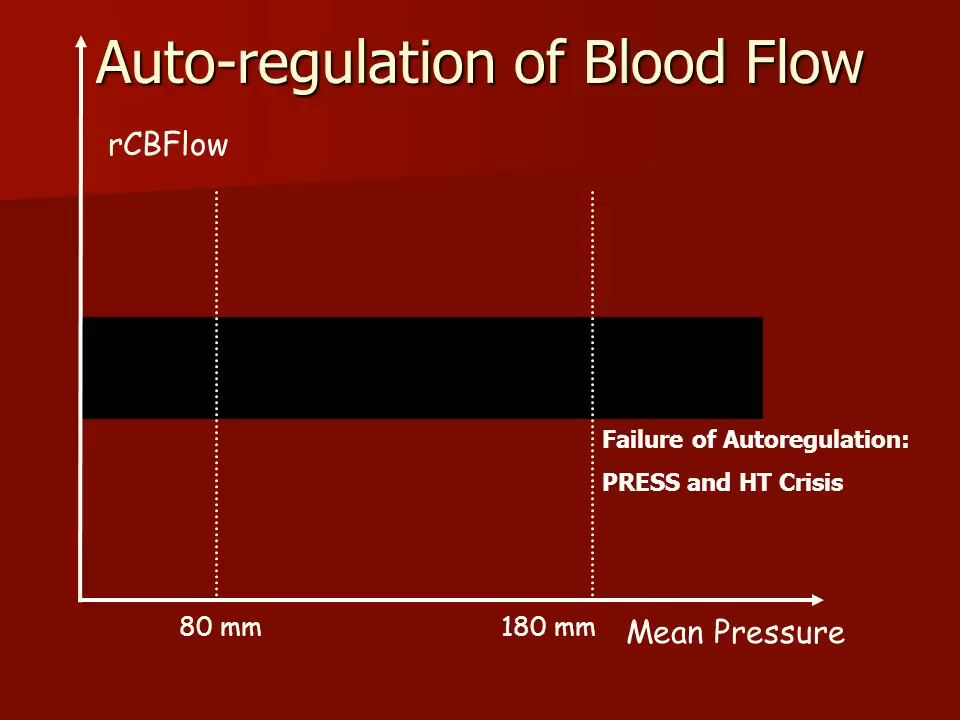 Auto-regulation of Blood Flow
rCBFlow
Failure of Autoregulation:
PRESS and HT Crisis
80 mm
180 mm
Mean Pressure